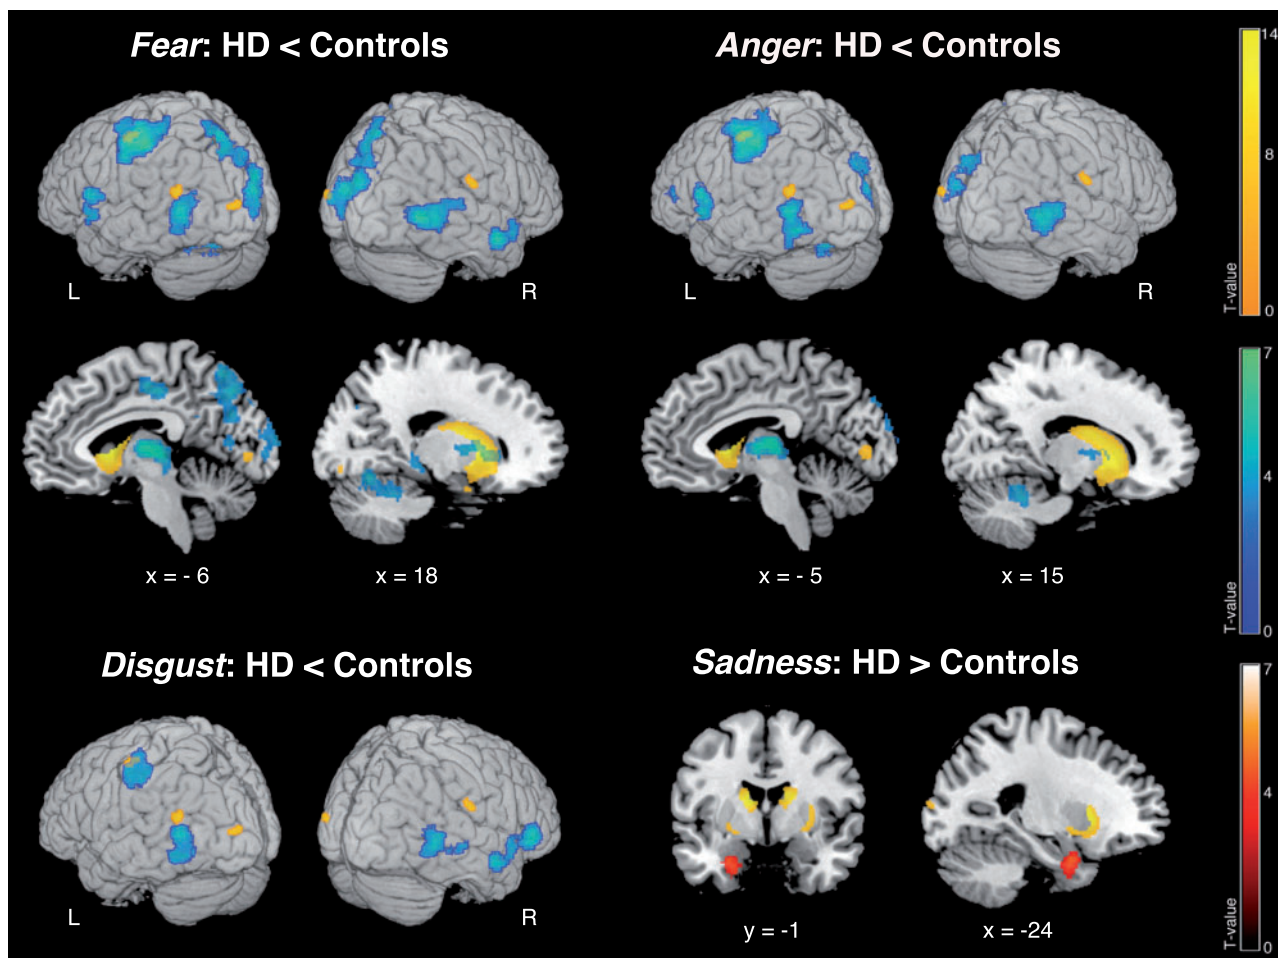 Fear: HD < Controls
Anger: HD < Controls
14
8
T-value
0
L
R
L
R
7
4
T-value
0
x = - 6
x = 18
x = - 5
x = 15
Disgust: HD < Controls
Sadness: HD > Controls
7
4
T-value
0
L
R
y = -1
x = -24